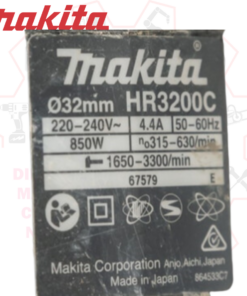 makita
makita
Ø32mm HR3200C
220-240V~ 4.4A 50-60Hz
850W n₀315-630/min
1650-3300/min
67579 E
Makita Corporation Anjo,Aichi,Japan
Made in Japan 864533C7